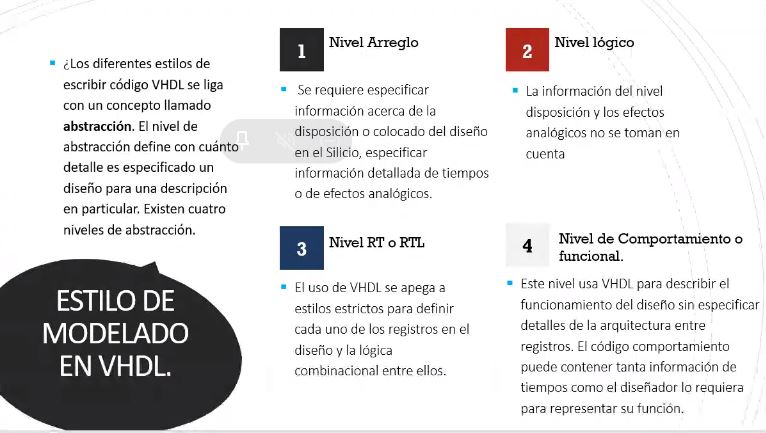 ¿Los diferentes estilos de
escribir código VHDL se liga
con un concepto llamado
abstracción. El nivel de
abstracción define con cuánto
detalle es especificado un
diseño para una descripción
en particular. Existen cuatro
niveles de abstracción.
ESTILO DE
MODELADO
EN VHDL.
1
Nivel Arreglo
Se requiere especificar
información acerca de la
disposición o colocado del diseño
en el Silicio, especificar
información detallada de tiempos
o de efectos analógicos.
2
Nivel lógico
La información del nivel
disposición y los efectos
analógicos no se toman en
cuenta
3
Nivel RT o RTL
El uso de VHDL se apega a
estilos estrictos para definir
cada uno de los registros en el
diseño y la lógica
combinacional entre ellos.
4
Nivel de Comportamiento o
funcional.
Este nivel usa VHDL para describir el
funcionamiento del diseño sin especificar
detalles de la arquitectura entre
registros. El código comportamiento
puede contener tanta información de
tiempos como el diseñador lo requiera
para representar su función.